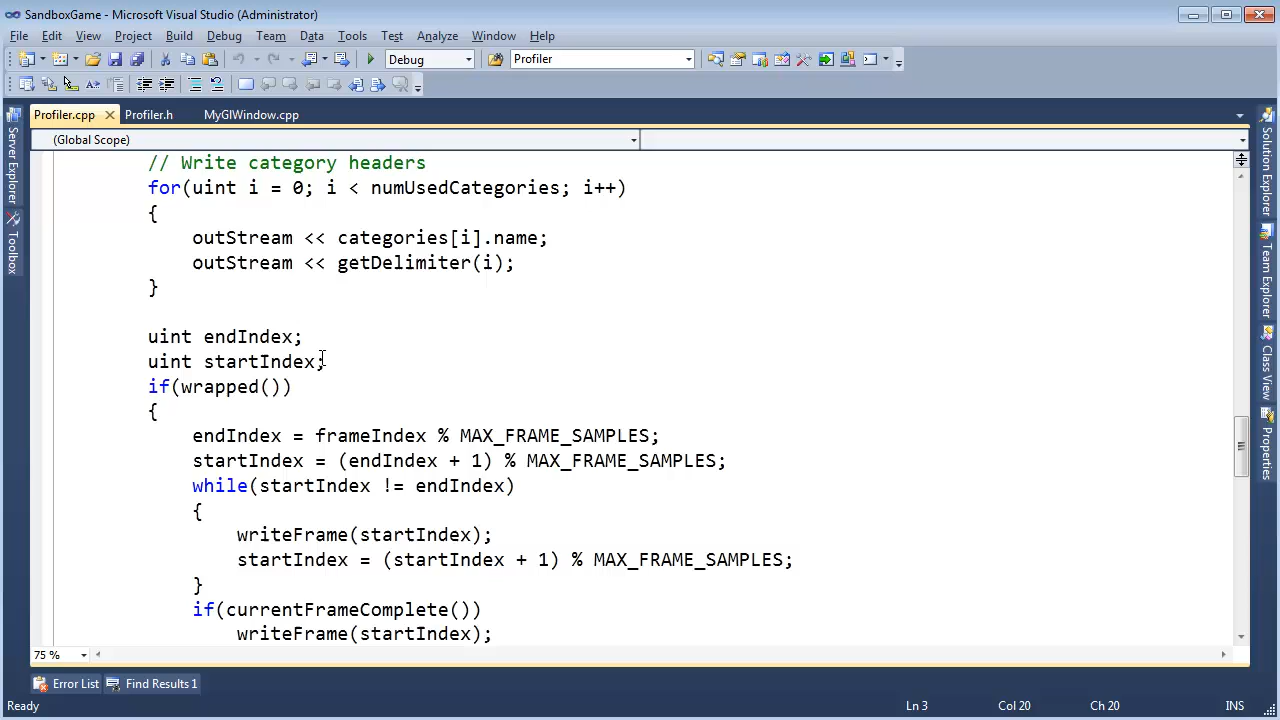 SandboxGame - Microsoft Visual Studio (Administrator)
File Edit View Project Build Debug Team Data Tools Test Analyze Window Help
Debug Profiler
Profiler.cpp Profiler.h MyGlWindow.cpp
(Global Scope)
// Write category headers
for(uint i = 0; i < numUsedCategories; i++)
{
outStream << categories[i].name;
outStream << getDelimiter(i);
}
uint endIndex;
uint startIndex;
if(wrapped())
{
endIndex = frameIndex % MAX_FRAME_SAMPLES;
startIndex = (endIndex + 1) % MAX_FRAME_SAMPLES;
while(startIndex != endIndex)
{
writeFrame(startIndex);
startIndex = (startIndex + 1) % MAX_FRAME_SAMPLES;
}
if(currentFrameComplete())
writeFrame(startIndex);
75 %
Error List Find Results 1
Ready Ln 3 Col 20 Ch 20 INS
Server Explorer
Toolbox
Solution Explorer
Team Explorer
Class View
Properties